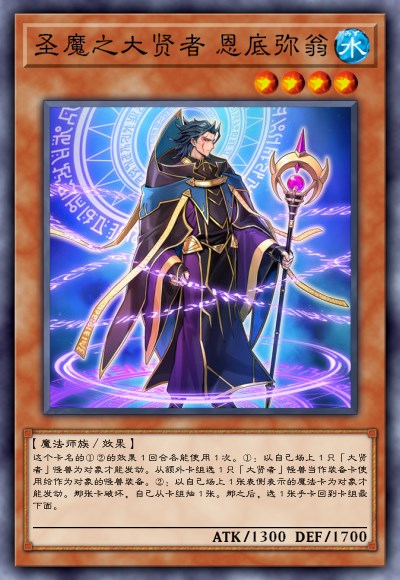 圣魔之大贤者 恩底弥翁
水
【魔法师族／效果】
这个卡名的①②的效果1回合各能使用1次。①：以自己场上1只「大贤
者」怪兽为对象才能发动。从额外卡组选1只「大贤者」怪兽当作装备卡使
用给作为对象的怪兽装备。②：以自己场上1张表侧表示的魔法卡为对象才
能发动。那张卡破坏，自己从卡组抽1张。那之后，选1张手卡回到卡组最
下面。
ATK/1300 DEF/1700